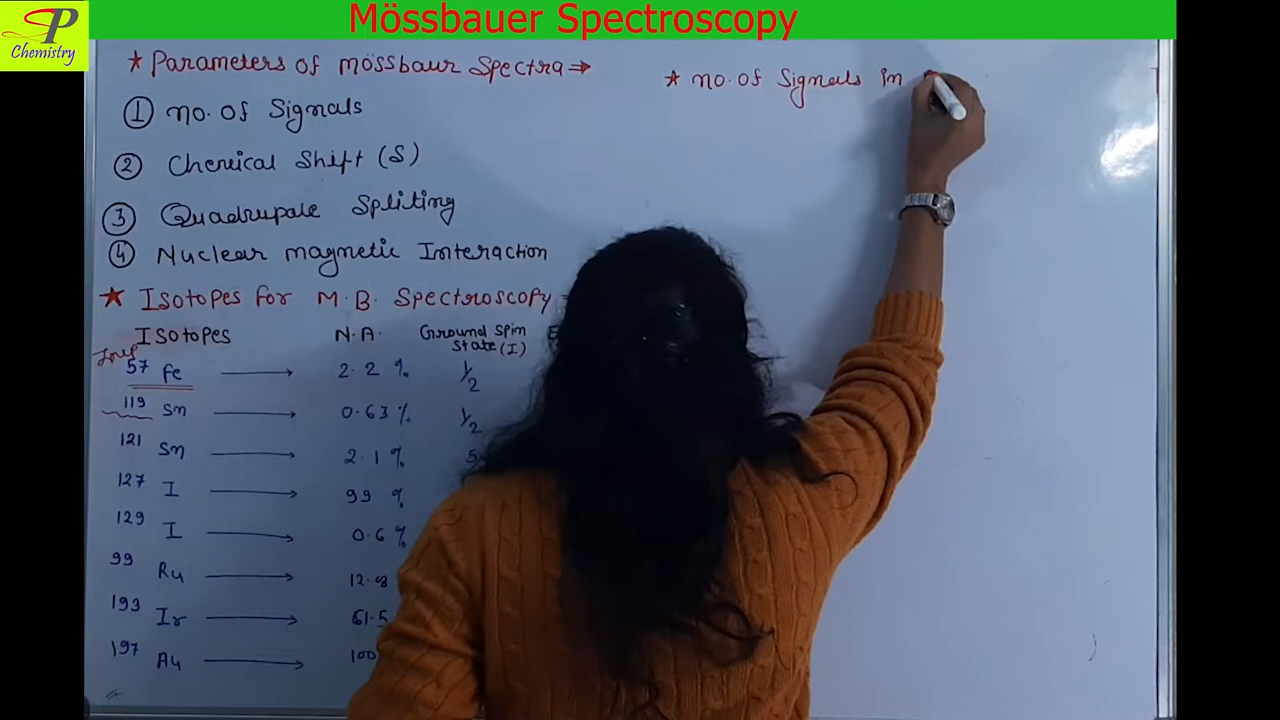 Mössbauer Spectroscopy
P
Chemistry
★ Parameters of mössbaur Spectra ⇒
① no. of Signals
② Chemical Shift (S)
③ Quadrupole Spliting
④ Nuclear magnetic Interaction
★ Isotopes for M.B. Spectroscopy
Isotopes N.A. Ground Spin State (I)
57 Fe → 2.2 % 1/2
119 Sn → 0.63 % 1/2
121 Sn → 2.1 % 5
127 I → 99 %
129 I → 0.6 %
99 Ru → 12.8
193 Ir → 61.5
197 Au → 100
★ no. of Signals in